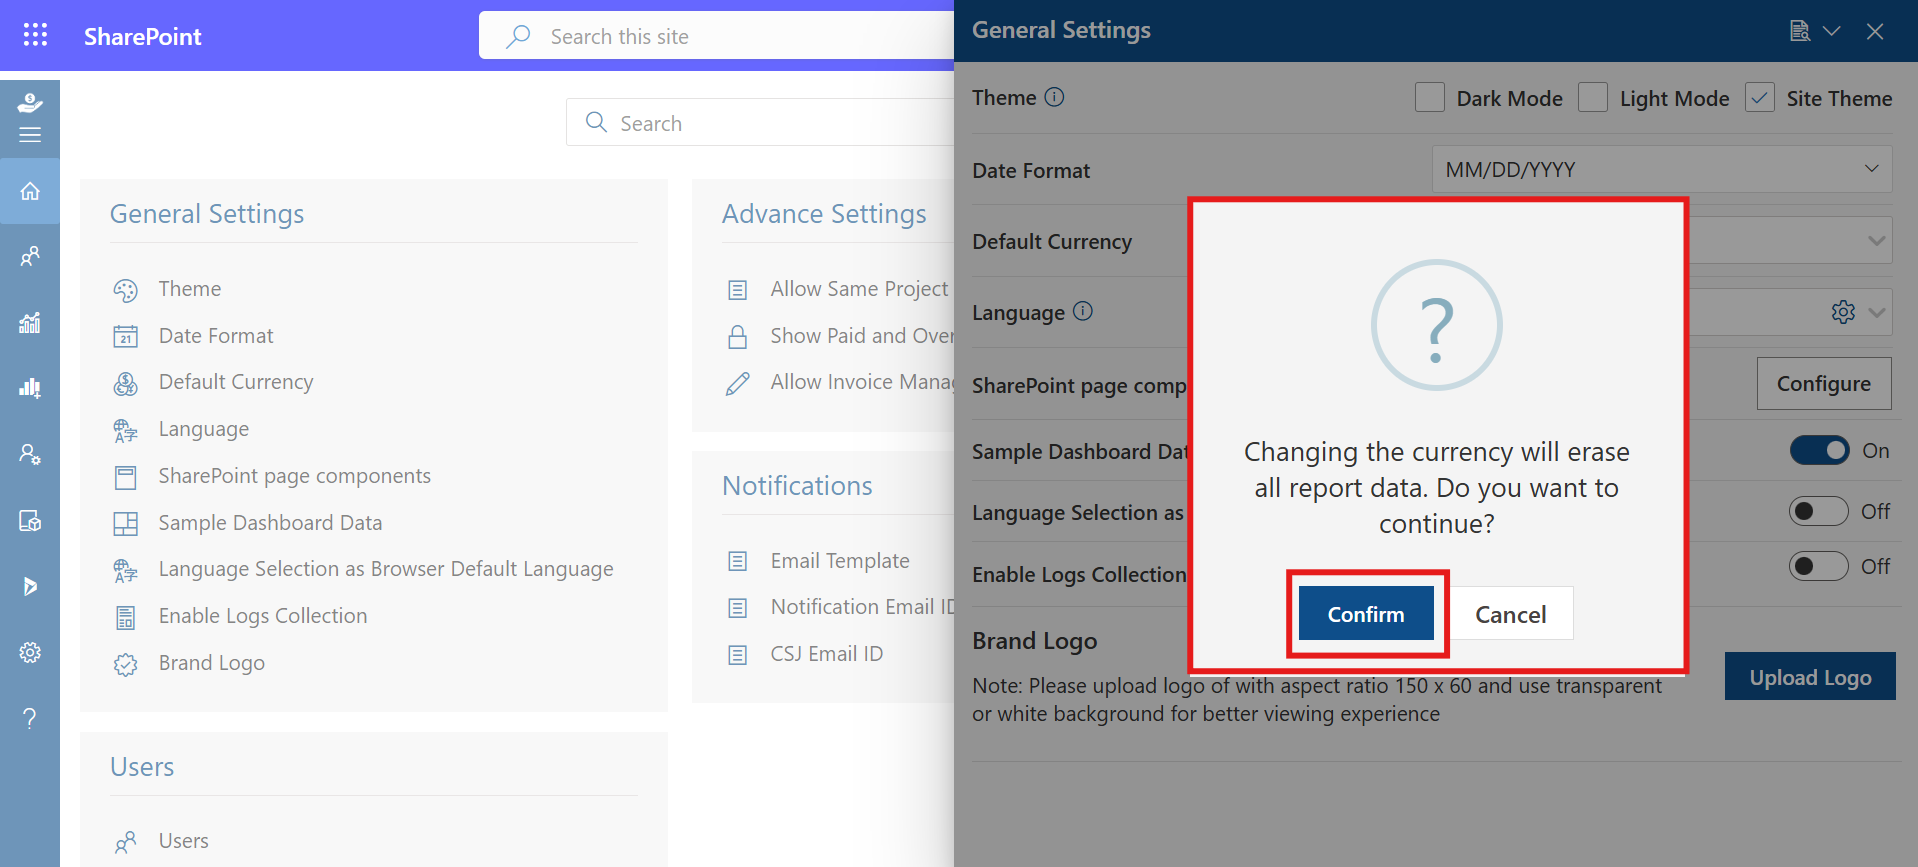 SharePoint
Search this site
Search
General Settings
Theme
Date Format
21
Default Currency
Language
SharePoint page components
Sample Dashboard Data
Language Selection as Browser Default Language
Enable Logs Collection
Brand Logo
Users
Users
Advance Settings
Allow Same Project
Show Paid and Over
Allow Invoice Manag
Notifications
Email Template
Notification Email ID
CSJ Email ID
General Settings
Theme
Dark Mode
Light Mode
Site Theme
Date Format
MM/DD/YYYY
Default Currency
Language
SharePoint page comp
Configure
Sample Dashboard Dat
On
Language Selection as
Off
Enable Logs Collection
Off
Brand Logo
Note: Please upload logo of with aspect ratio 150 x 60 and use transparent
or white background for better viewing experience
Upload Logo
?
Changing the currency will erase
all report data. Do you want to
continue?
Confirm
Cancel